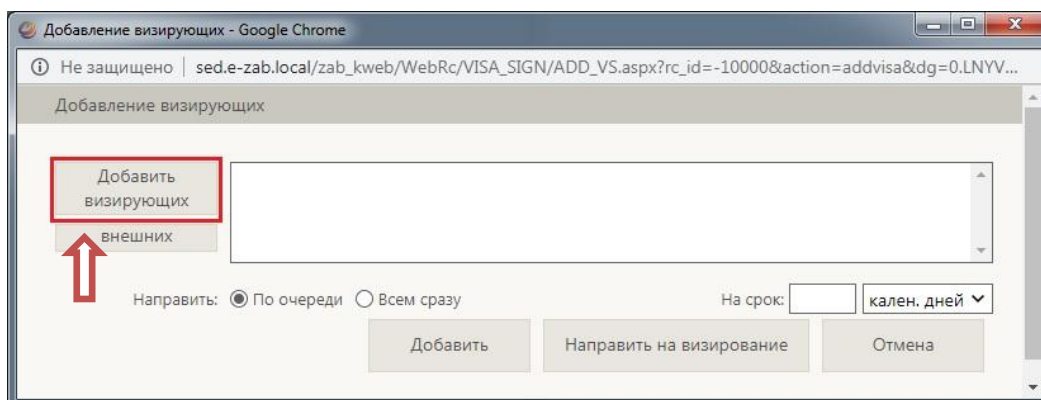 Добавление визирующих - Google Chrome
Не защищено | sed.e-zab.local/zab_kweb/WebRc/VISA_SIGN/ADD_VS.aspx?rc_id=-10000&action=addvisa&dg=0.LNYV...
Добавление визирующих
Добавить
визирующих
внешних
Направить: По очереди Всем сразу На срок: кален. дней
Добавить Направить на визирование Отмена